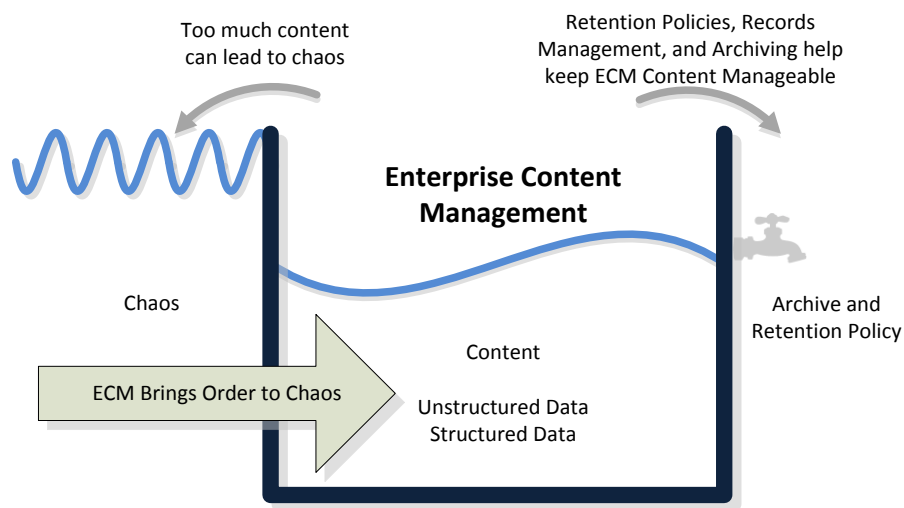 Too much content
can lead to chaos
Retention Policies, Records
Management, and Archiving help
keep ECM Content Manageable
Enterprise Content
Management
Chaos
Archive and
Retention Policy
Content
ECM Brings Order to Chaos
Unstructured Data
Structured Data